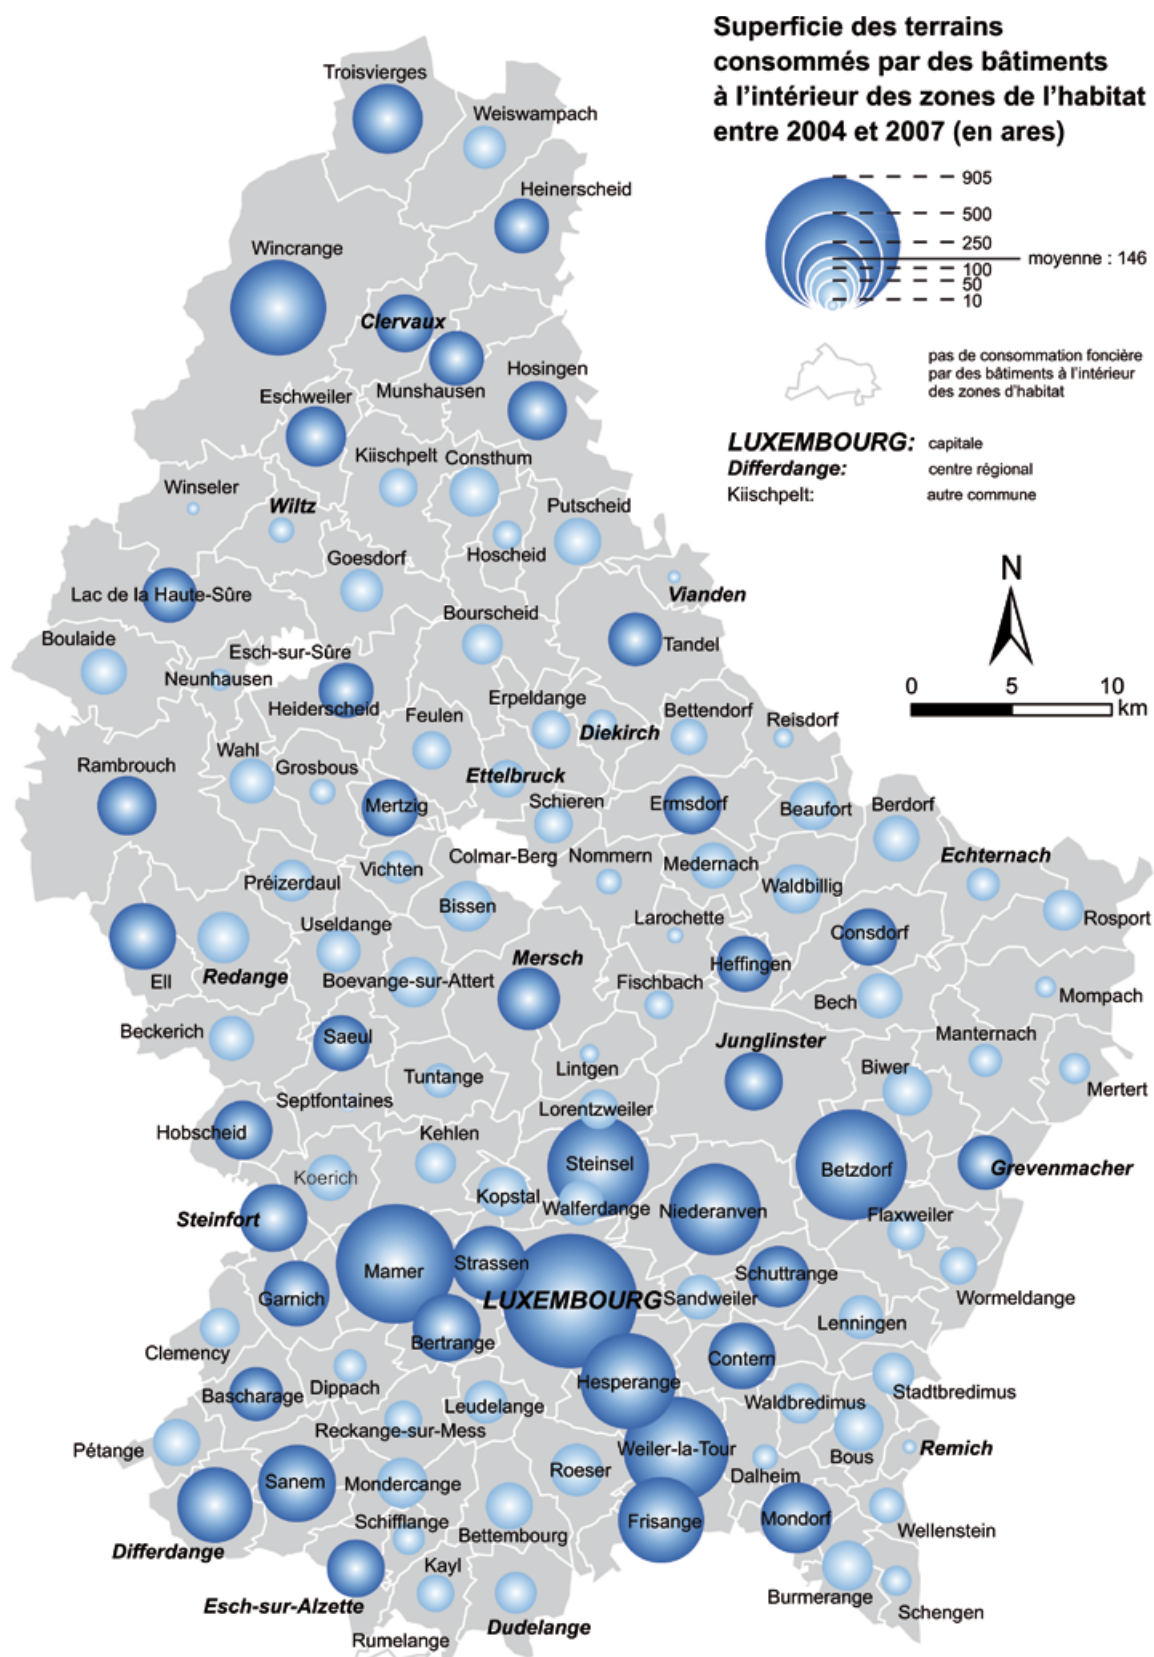 Superficie des terrains
consommés par des bâtiments
à l'intérieur des zones de l'habitat
entre 2004 et 2007 (en ares)
905
500
250
moyenne : 146
100
50
10
pas de consommation foncière
par des bâtiments à l'intérieur
des zones d'habitat
LUXEMBOURG: capitale
Differdange: centre régional
Kiischpelt: autre commune
N
0 5 10 km
Troisvierges
Weiswampach
Heinerscheid
Wincrange
Clervaux
Munshausen
Hosingen
Eschweiler
Kiischpelt
Consthum
Winseler
Wiltz
Putscheid
Hoscheid
Goesdorf
Vianden
Lac de la Haute-Sûre
Bourscheid
Boulaide
Tandel
Esch-sur-Sûre
Neunhausen
Heiderscheid
Erpeldange
Feulen
Diekirch
Bettendorf
Reisdorf
Wahl
Rambrouch
Grosbous
Ettelbruck
Mertzig
Schieren
Ermsdorf
Beaufort
Berdorf
Colmar-Berg
Nommern
Medernach
Echternach
Vichten
Préizerdaul
Waldbillig
Bissen
Larochette
Rosport
Useldange
Consdorf
Mersch
Heffingen
Ell
Redange
Boevange-sur-Attert
Fischbach
Bech
Mompach
Beckerich
Saeul
Junglinster
Manternach
Lintgen
Biwer
Tuntange
Mertert
Septfontaines
Lorentzweiler
Hobscheid
Kehlen
Steinsel
Betzdorf
Grevenmacher
Koerich
Kopstal
Walferdange
Niederanven
Flaxweiler
Steinfort
Mamer
Strassen
Schuttrange
Garnich
LUXEMBOURG
Sandweiler
Wormeldange
Lenningen
Bertrange
Clemency
Contern
Hesperange
Dippach
Bascharage
Stadtbredimus
Leudelange
Waldbredimus
Reckange-sur-Mess
Pétange
Weiler-la-Tour
Remich
Bous
Roeser
Dalheim
Sanem
Mondercange
Schifflange
Frisange
Mondorf
Bettembourg
Wellenstein
Differdange
Kayl
Burmerange
Esch-sur-Alzette
Schengen
Dudelange
Rumelange